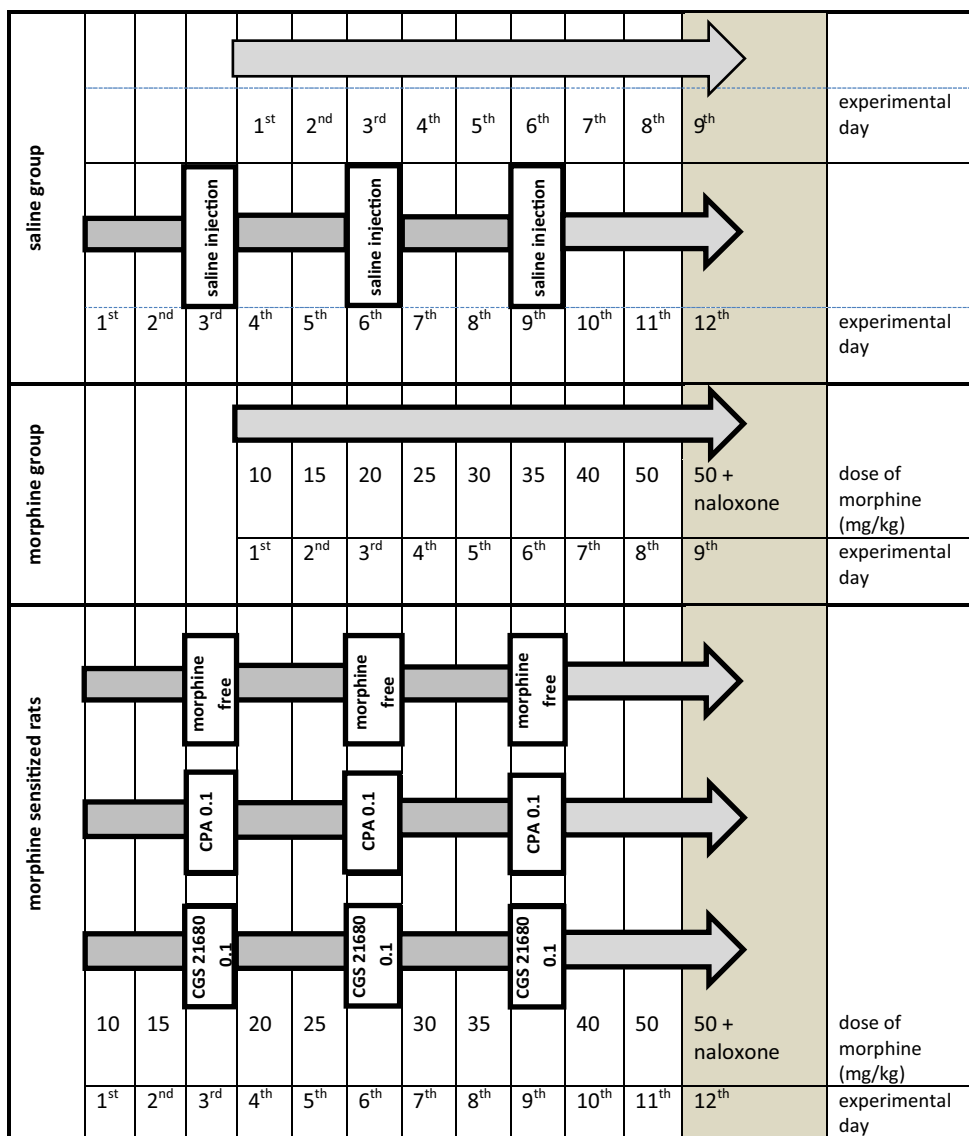 saline group
1st 2nd 3rd 4th 5th 6th 7th 8th 9th experimental
day
saline injection
saline injection
saline injection
1st 2nd 3rd 4th 5th 6th 7th 8th 9th 10th 11th 12th experimental
day
morphine group
10 15 20 25 30 35 40 50 50 + dose of
naloxone morphine
(mg/kg)
1st 2nd 3rd 4th 5th 6th 7th 8th 9th experimental
day
morphine sensitized rats
morphine
free
morphine
free
morphine
free
CPA 0.1
CPA 0.1
CPA 0.1
CGS 21680
0.1
CGS 21680
0.1
CGS 21680
0.1
10 15 20 25 30 35 40 50 50 + dose of
naloxone morphine
(mg/kg)
1st 2nd 3rd 4th 5th 6th 7th 8th 9th 10th 11th 12th experimental
day